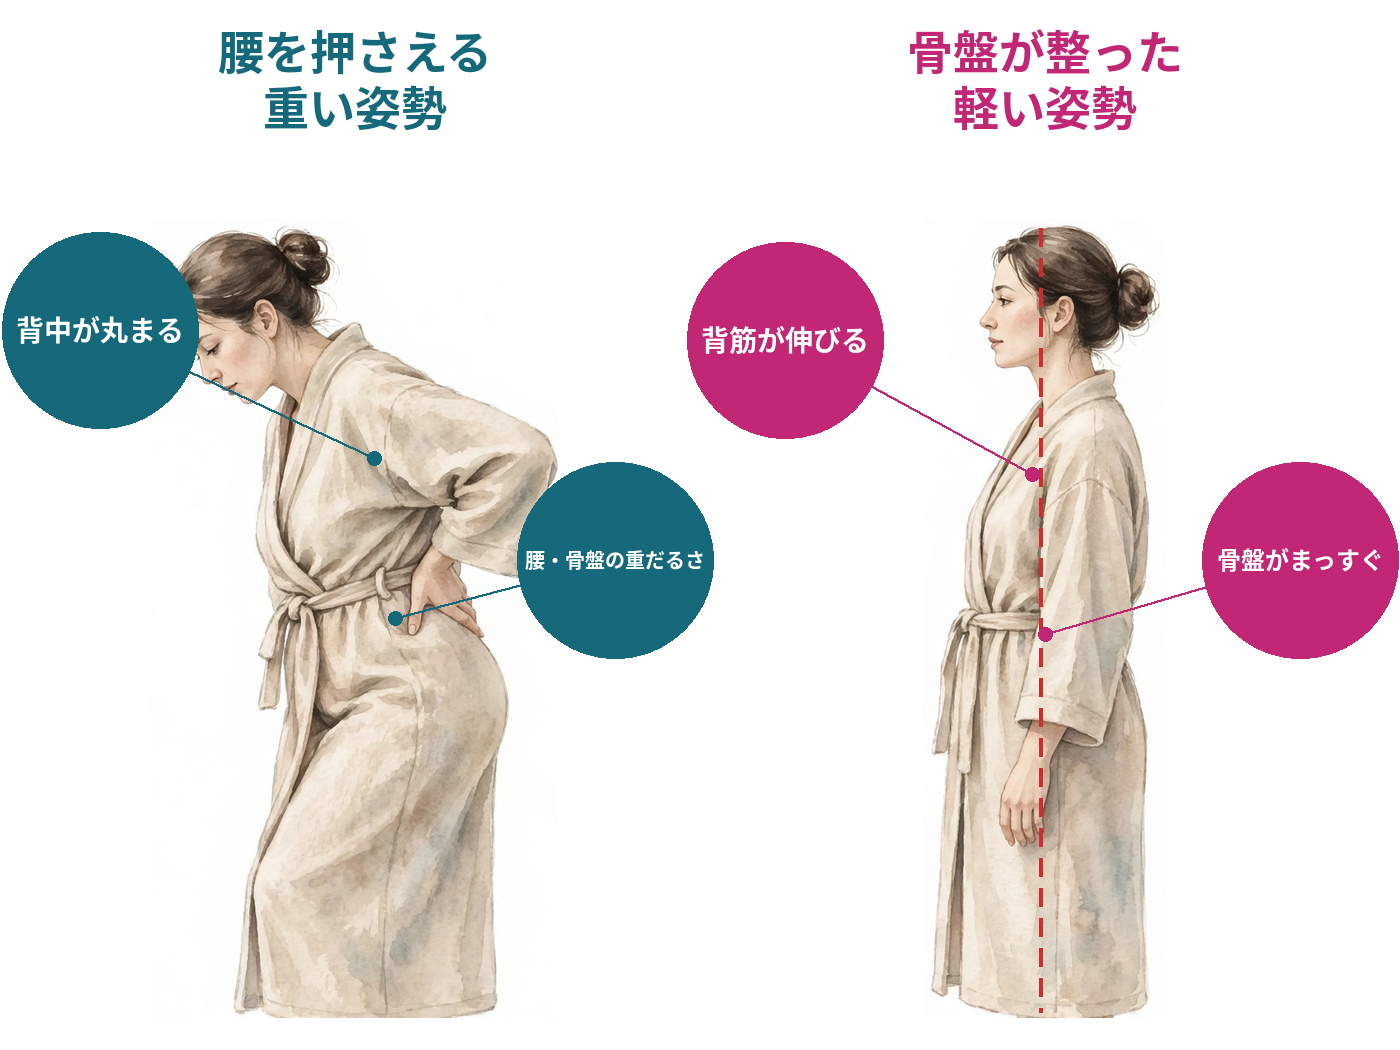 腰を押さえる
重い姿勢
骨盤が整った
軽い姿勢
背中が丸まる
腰・骨盤の重だるさ
背筋が伸びる
骨盤がまっすぐ